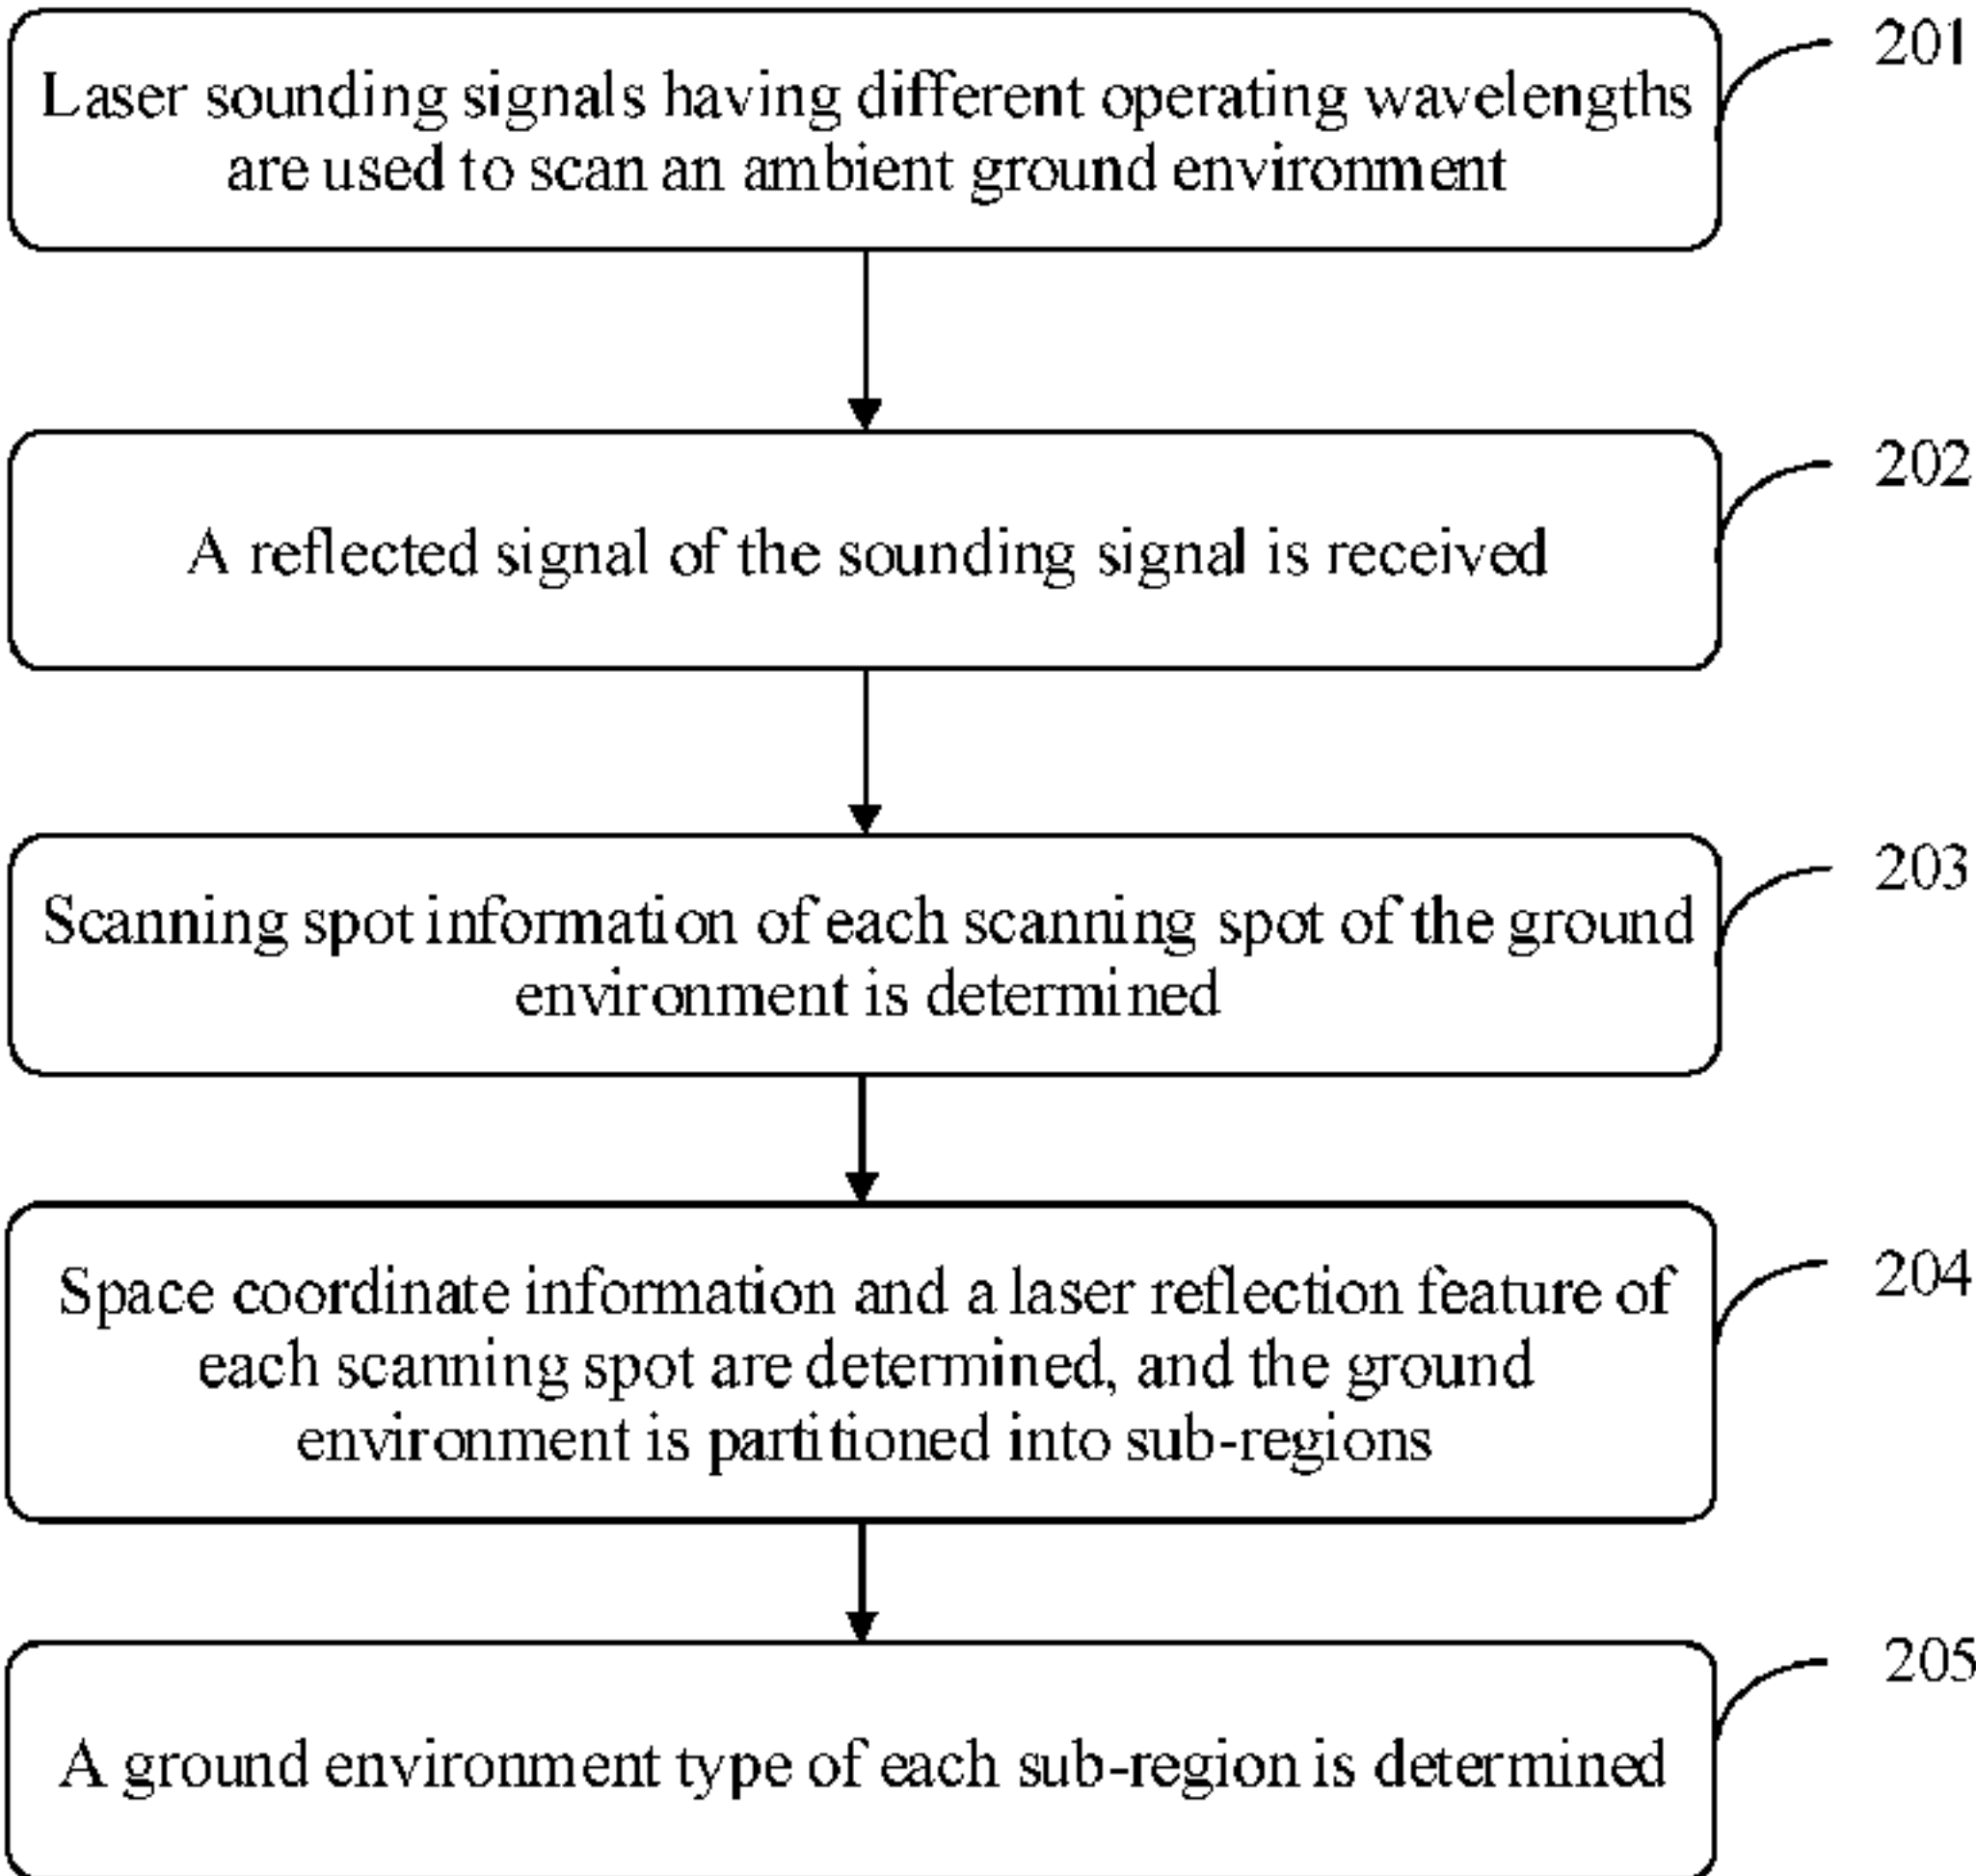 201
Laser sounding signals having different operating wavelengths
are used to scan an ambient ground environment
202
A reflected signal of the sounding signal is received
203
Scanning spot information of each scanning spot of the ground
environment is determined
204
Space coordinate information and a laser reflection feature of
each scanning spot are determined, and the ground
environment is partitioned into sub-regions
205
A ground environment type of each sub-region is determined